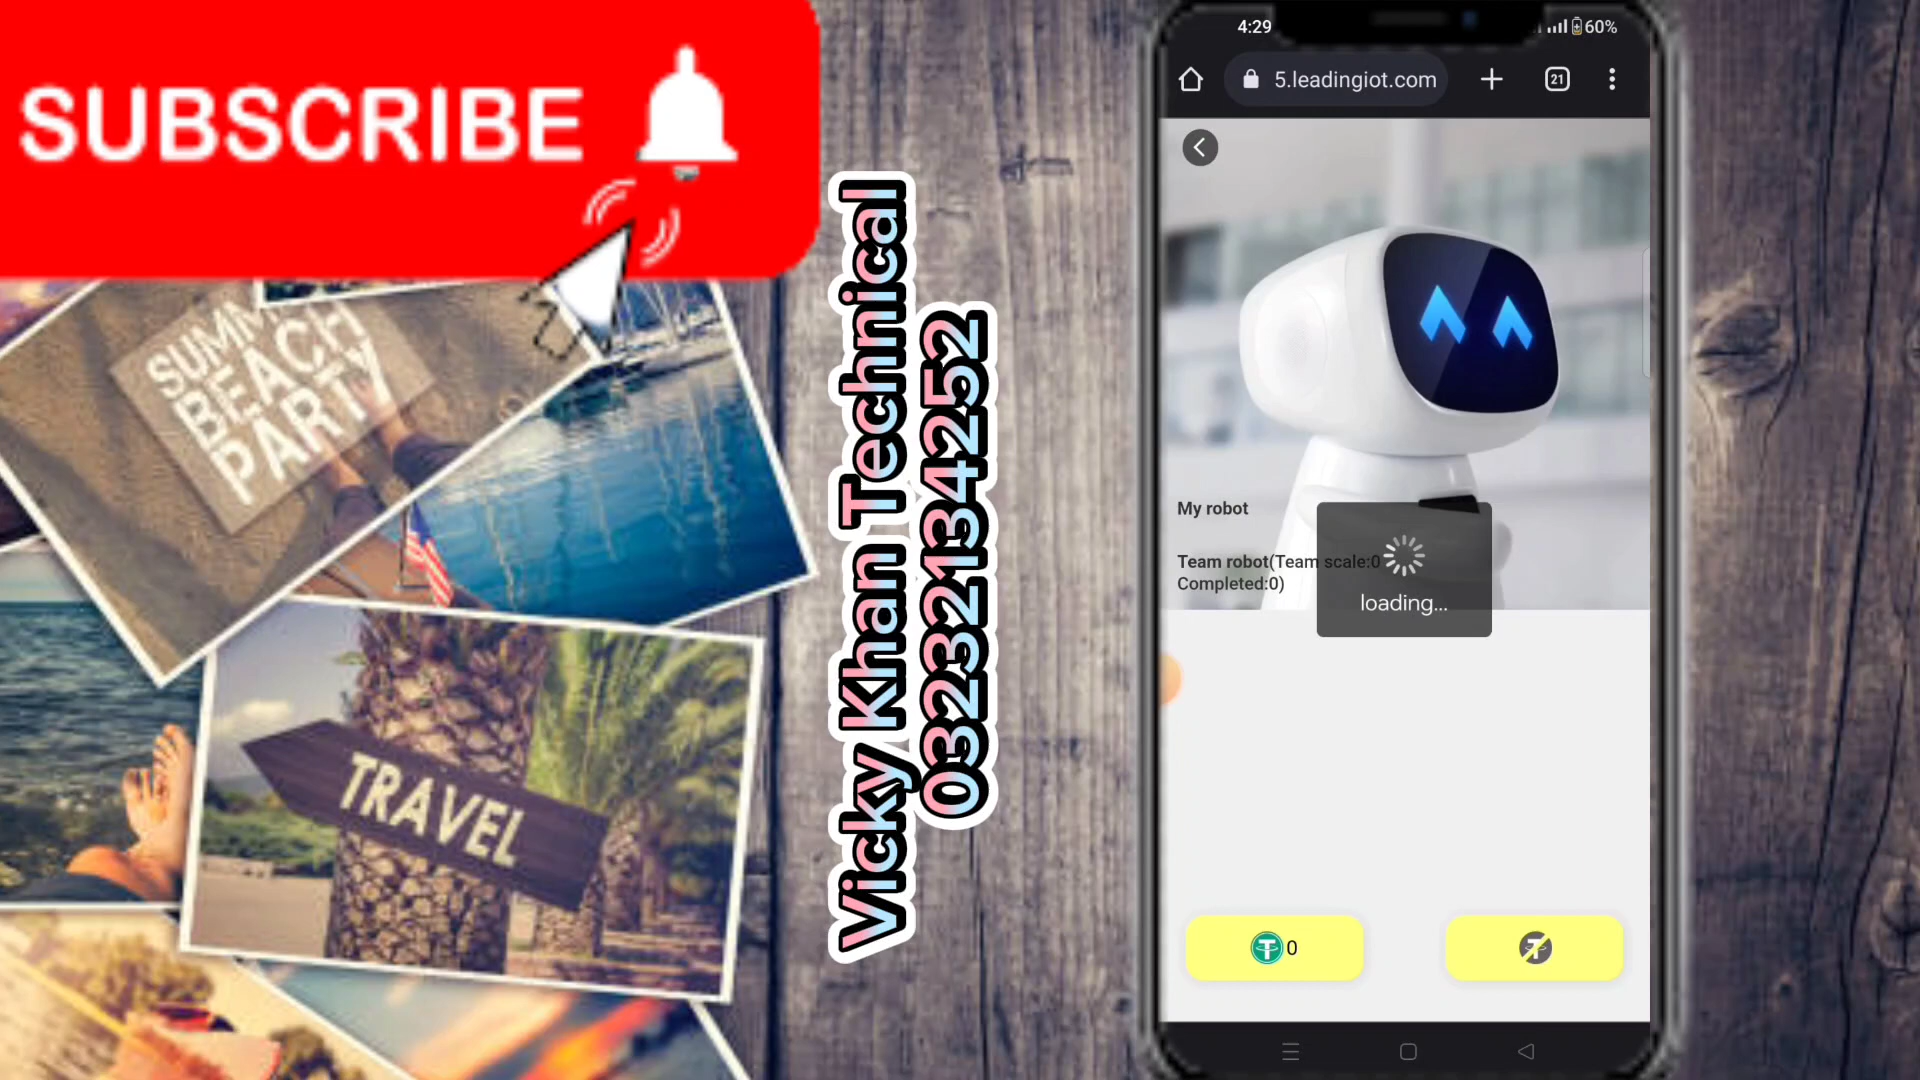 SUBSCRIBE
SUMM
BEACH
PARTY
TRAVEL
Vicky Khan Technical
03232134252
4:29
60%
5.leadingiot.com
21
My robot
Team robot(Team scale:0
Completed:0)
loading...
0